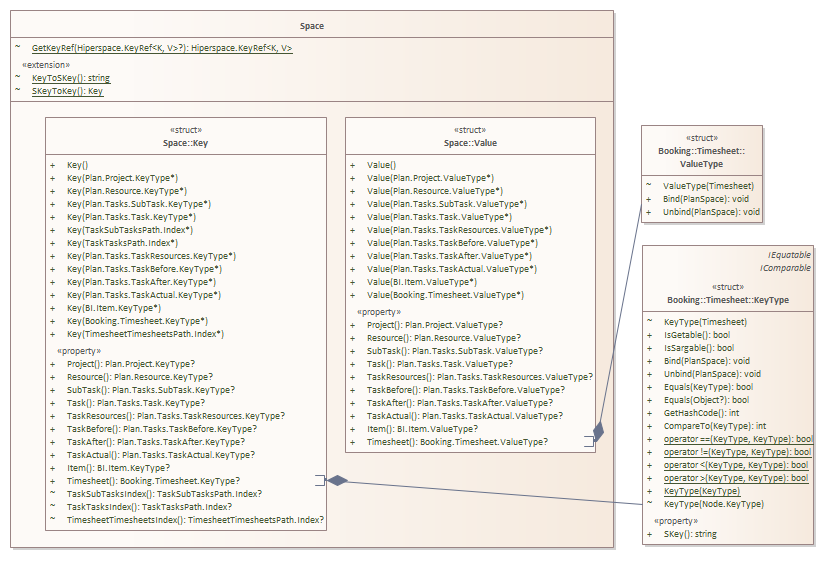 Space
~ GetKeyRef(Hiperspace.KeyRef<K, V>?): Hiperspace.KeyRef<K, V>
«extension»
~ KeyToSKey(): string
~ SKeyToKey(): Key
«struct»
Space::Key
+ Key()
+ Key(Plan.Project.KeyType*)
+ Key(Plan.Resource.KeyType*)
+ Key(Plan.Tasks.SubTask.KeyType*)
+ Key(Plan.Tasks.Task.KeyType*)
+ Key(TaskSubTasksPath.Index*)
+ Key(TaskTasksPath.Index*)
+ Key(Plan.Tasks.TaskResources.KeyType*)
+ Key(Plan.Tasks.TaskBefore.KeyType*)
+ Key(Plan.Tasks.TaskAfter.KeyType*)
+ Key(Plan.Tasks.TaskActual.KeyType*)
+ Key(BI.Item.KeyType*)
+ Key(Booking.Timesheet.KeyType*)
+ Key(TimesheetTimesheetsPath.Index*)
«property»
+ Project(): Plan.Project.KeyType?
+ Resource(): Plan.Resource.KeyType?
+ SubTask(): Plan.Tasks.SubTask.KeyType?
+ Task(): Plan.Tasks.Task.KeyType?
+ TaskResources(): Plan.Tasks.TaskResources.KeyType?
+ TaskBefore(): Plan.Tasks.TaskBefore.KeyType?
+ TaskAfter(): Plan.Tasks.TaskAfter.KeyType?
+ TaskActual(): Plan.Tasks.TaskActual.KeyType?
+ Item(): BI.Item.KeyType?
+ Timesheet(): Booking.Timesheet.KeyType?
~ TaskSubTasksIndex(): TaskSubTasksPath.Index?
~ TaskTasksIndex(): TaskTasksPath.Index?
~ TimesheetTimesheetsIndex(): TimesheetTimesheetsPath.Index?
«struct»
Space::Value
+ Value()
+ Value(Plan.Project.ValueType*)
+ Value(Plan.Resource.ValueType*)
+ Value(Plan.Tasks.SubTask.ValueType*)
+ Value(Plan.Tasks.Task.ValueType*)
+ Value(Plan.Tasks.TaskResources.ValueType*)
+ Value(Plan.Tasks.TaskBefore.ValueType*)
+ Value(Plan.Tasks.TaskAfter.ValueType*)
+ Value(Plan.Tasks.TaskActual.ValueType*)
+ Value(BI.Item.ValueType*)
+ Value(Booking.Timesheet.ValueType*)
«property»
+ Project(): Plan.Project.ValueType?
+ Resource(): Plan.Resource.ValueType?
+ SubTask(): Plan.Tasks.SubTask.ValueType?
+ Task(): Plan.Tasks.Task.ValueType?
+ TaskResources(): Plan.Tasks.TaskResources.ValueType?
+ TaskBefore(): Plan.Tasks.TaskBefore.ValueType?
+ TaskAfter(): Plan.Tasks.TaskAfter.ValueType?
+ TaskActual(): Plan.Tasks.TaskActual.ValueType?
+ Item(): BI.Item.ValueType?
+ Timesheet(): Booking.Timesheet.ValueType?
«struct»
Booking::Timesheet::
ValueType
~ ValueType(Timesheet)
+ Bind(PlanSpace): void
+ Unbind(PlanSpace): void
IEquatable
IComparable
«struct»
Booking::Timesheet::KeyType
~ KeyType(Timesheet)
+ IsGetable(): bool
+ IsSargable(): bool
+ Bind(PlanSpace): void
+ Unbind(PlanSpace): void
+ Equals(KeyType): bool
+ Equals(Object?): bool
+ GetHashCode(): int
+ CompareTo(KeyType): int
+ operator ==(KeyType, KeyType): bool
+ operator !=(KeyType, KeyType): bool
+ operator <(KeyType, KeyType): bool
+ operator >(KeyType, KeyType): bool
+ KeyType(KeyType)
~ KeyType(Node.KeyType)
«property»
+ SKey(): string